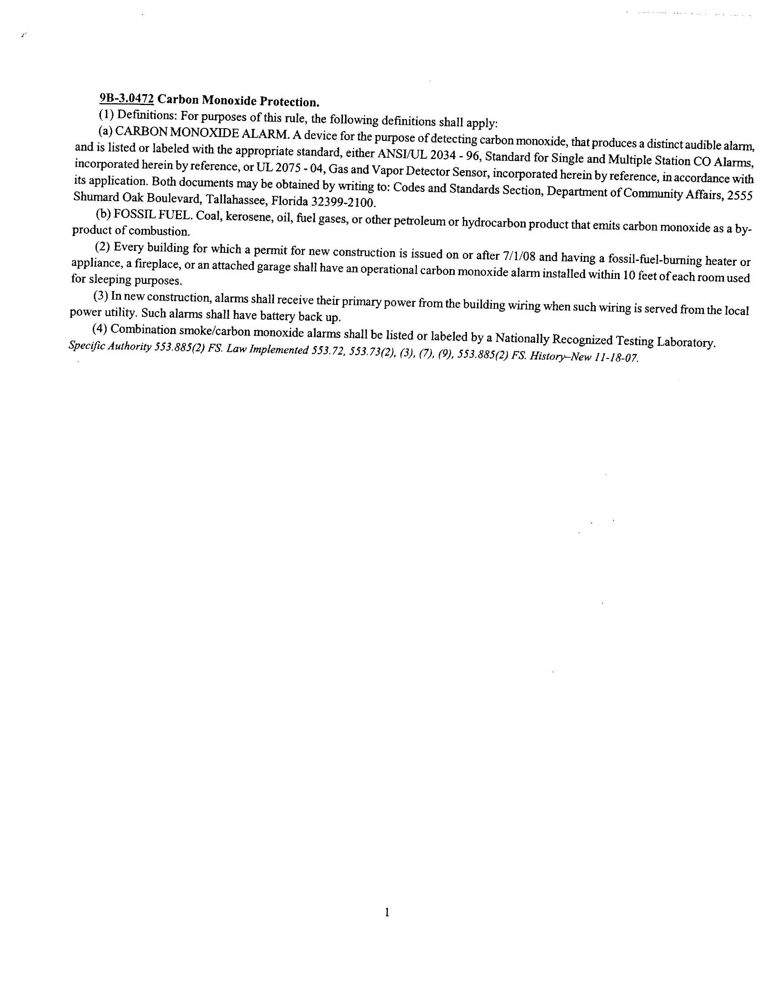 9B-3.0472 Carbon Monoxide Protection.
(1) Definitions: For purposes of this rule, the following definitions shall apply:
(a) CARBON MONOXIDE ALARM. A device for the purpose of detecting carbon monoxide, that produces a distinct audible alarm,
and is listed or labeled with the appropriate standard, either ANSI/UL 2034 - 96, Standard for Single and Multiple Station CO Alarms,
incorporated herein by reference, or UL 2075 - 04, Gas and Vapor Detector Sensor, incorporated herein by reference, in accordance with
its application. Both documents may be obtained by writing to: Codes and Standards Section, Department of Community Affairs, 2555
Shumard Oak Boulevard, Tallahassee, Florida 32399-2100.
(b) FOSSIL FUEL. Coal, kerosene, oil, fuel gases, or other petroleum or hydrocarbon product that emits carbon monoxide as a by-
product of combustion.
(2) Every building for which a permit for new construction is issued on or after 7/1/08 and having a fossil-fuel-burning heater or
appliance, a fireplace, or an attached garage shall have an operational carbon monoxide alarm installed within 10 feet of each room used
for sleeping purposes.
(3) In new construction, alarms shall receive their primary power from the building wiring when such wiring is served from the local
power utility. Such alarms shall have battery back up.
(4) Combination smoke/carbon monoxide alarms shall be listed or labeled by a Nationally Recognized Testing Laboratory.
Specific Authority 553.885(2) FS. Law Implemented 553.72, 553.73(2), (3), (7), (9), 553.885(2) FS. History–New 11-18-07.
1